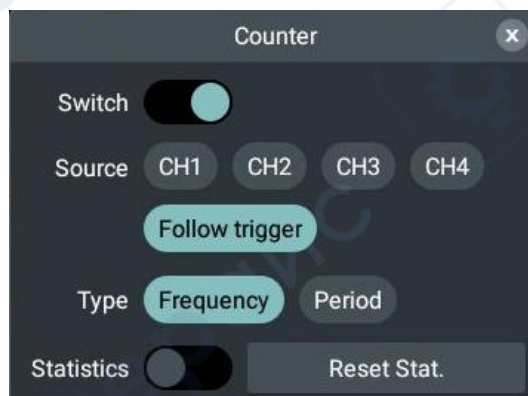 Counter
x
Switch
Source CH1 CH2 CH3 CH4
Follow trigger
Type Frequency Period
Statistics Reset Stat.